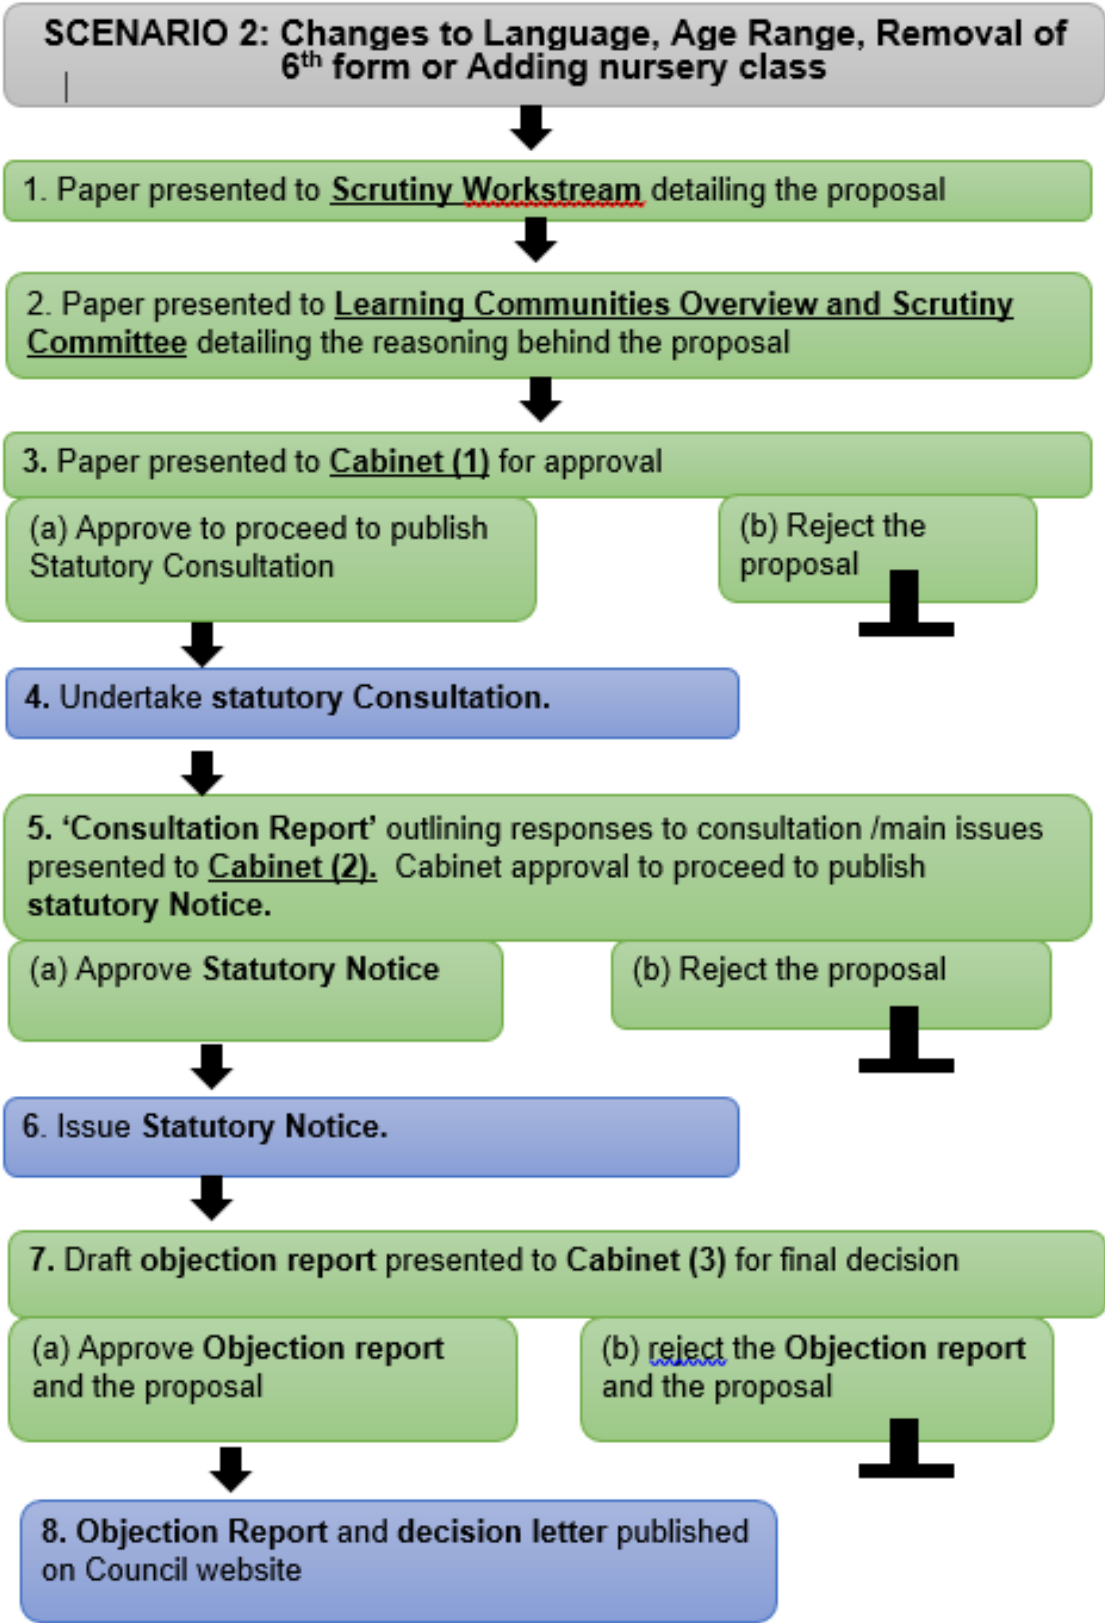 SCENARIO 2: Changes to Language, Age Range, Removal of
6th form or Adding nursery class
1. Paper presented to Scrutiny Workstream detailing the proposal
2. Paper presented to Learning Communities Overview and Scrutiny
Committee detailing the reasoning behind the proposal
3. Paper presented to Cabinet (1) for approval
(a) Approve to proceed to publish
Statutory Consultation
(b) Reject the
proposal
4. Undertake statutory Consultation.
5. ‘Consultation Report’ outlining responses to consultation /main issues
presented to Cabinet (2). Cabinet approval to proceed to publish
statutory Notice.
(a) Approve Statutory Notice
(b) Reject the proposal
6. Issue Statutory Notice.
7. Draft objection report presented to Cabinet (3) for final decision
(a) Approve Objection report
and the proposal
(b) reject the Objection report
and the proposal
8. Objection Report and decision letter published
on Council website